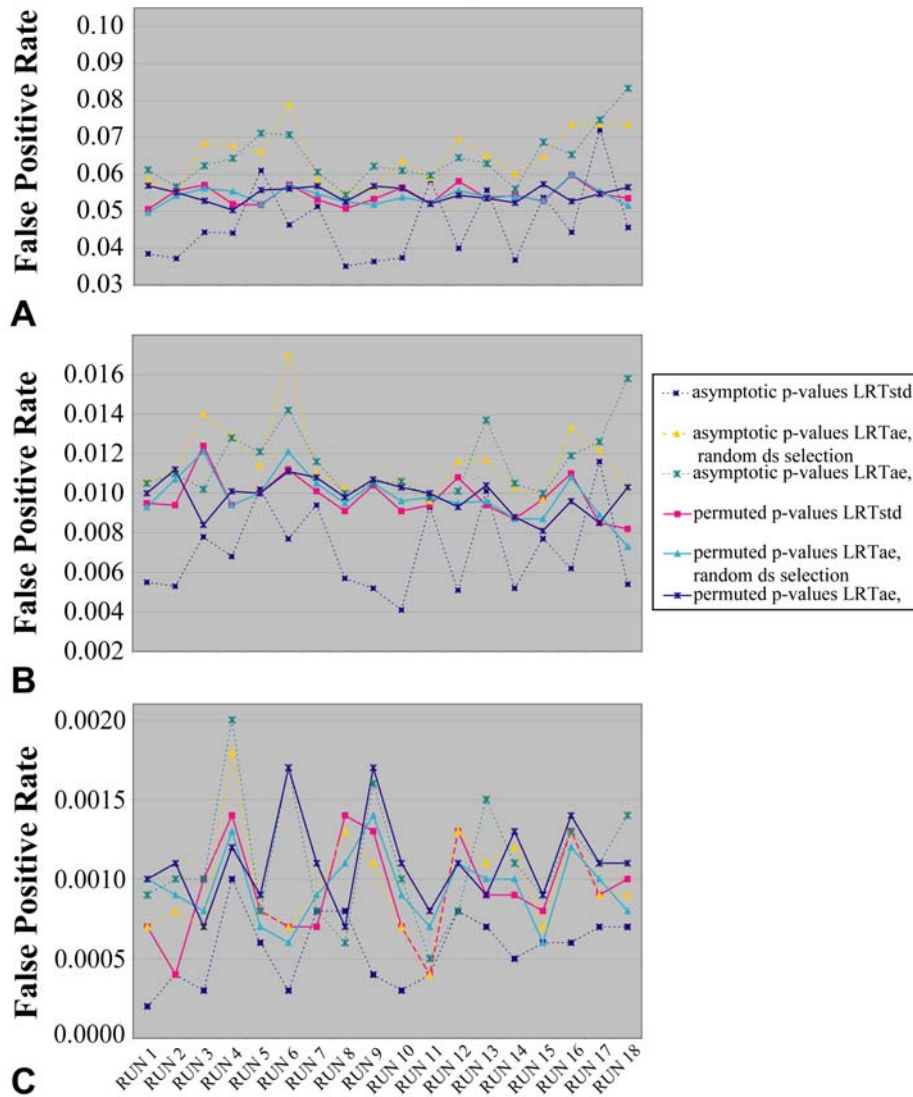 A
False Positive Rate
0.10
0.09
0.08
0.07
0.06
0.05
0.04
0.03
B
False Positive Rate
0.016
0.014
0.012
0.010
0.008
0.006
0.004
0.002
asymptotic p-values LRTstd
asymptotic p-values LRTae,
random ds selection
asymptotic p-values LRTae,
permuted p-values LRTstd
permuted p-values LRTae,
random ds selection
permuted p-values LRTae,
C
False Positive Rate
0.0020
0.0015
0.0010
0.0005
0.0000
RUN 1
RUN 2
RUN 3
RUN 4
RUN 5
RUN 6
RUN 7
RUN 8
RUN 9
RUN 10
RUN 11
RUN 12
RUN 13
RUN 14
RUN 15
RUN 16
RUN 17
RUN 18